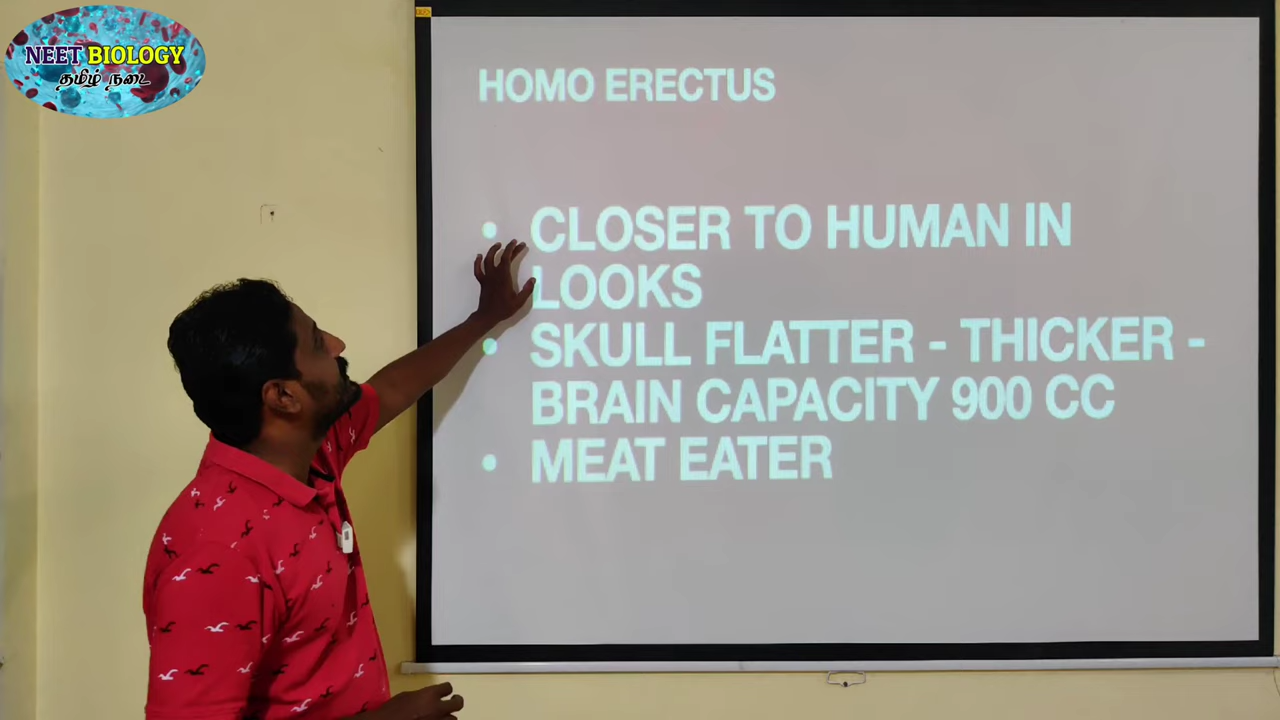 NEET BIOLOGY
தமிழ் நடை
HOMO ERECTUS
• CLOSER TO HUMAN IN
LOOKS
• SKULL FLATTER - THICKER -
BRAIN CAPACITY 900 CC
• MEAT EATER